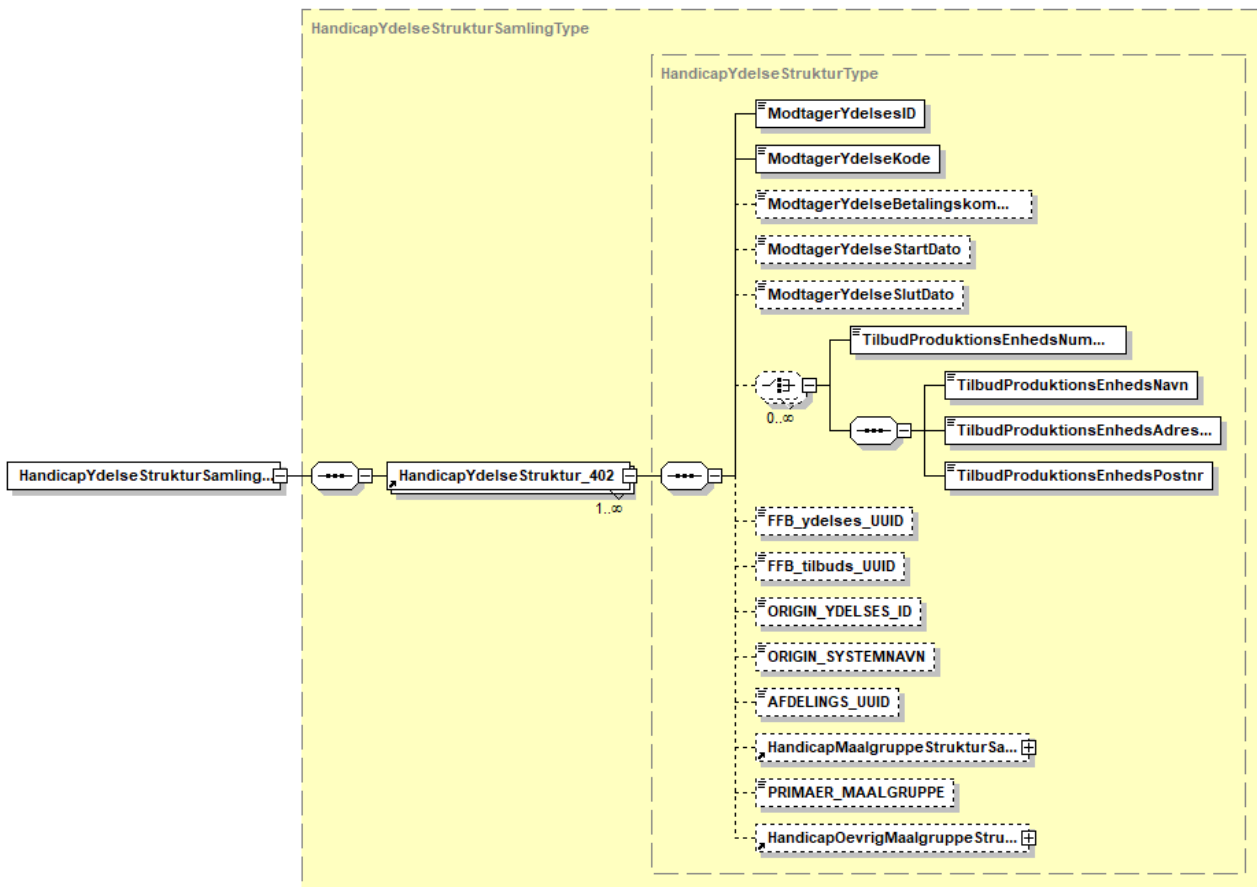 HandicapYdelseStrukturSamlingType
HandicapYdelseStrukturType
ModtagerYdelsesID
ModtagerYdelseKode
ModtagerYdelseBetalingskom...
ModtagerYdelseStartDato
ModtagerYdelseSlutDato
TilbudProduktionsEnhedsNum...
0..∞
TilbudProduktionsEnhedsNavn
TilbudProduktionsEnhedsAdres...
TilbudProduktionsEnhedsPostnr
HandicapYdelseStrukturSamling...
HandicapYdelseStruktur_402
1..∞
FFB_ydelses_UUID
FFB_tilbuds_UUID
ORIGIN_YDELSES_ID
ORIGIN_SYSTEMNAVN
AFDELINGS_UUID
HandicapMaalgruppeStrukturSa...
PRIMAER_MAALGRUPPE
HandicapOevrigMaalgruppeStru...